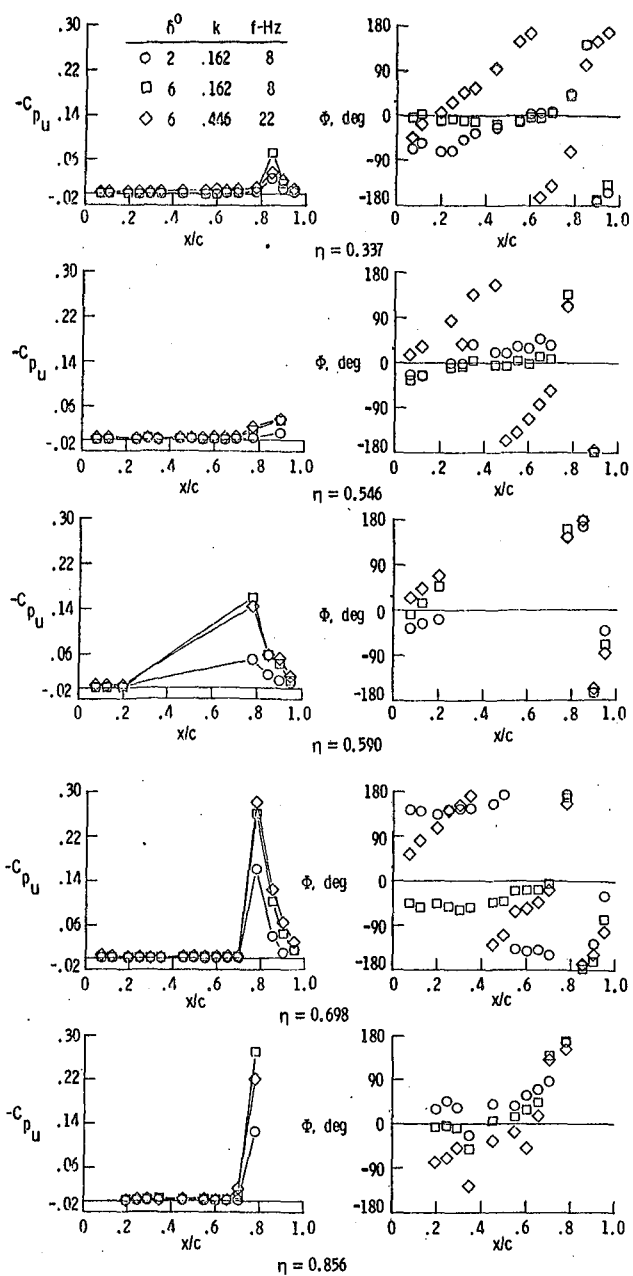 δ° k f-Hz
○ 2 .162 8
□ 6 .162 8
◇ 6 .446 22
-Cpu
.30
.22
.14
.06
-.02
0 .2 .4 .6 .8 1.0
x/c
Φ, deg
180
90
0
-90
-180
0 .2 .4 .6 .8 1.0
x/c
η = 0.337
-Cpu
.30
.22
.14
.06
-.02
0 .2 .4 .6 .8 1.0
x/c
Φ, deg
180
90
0
-90
-180
0 .2 .4 .6 .8 1.0
x/c
η = 0.546
-Cpu
.30
.22
.14
.06
-.02
0 .2 .4 .6 .8 1.0
x/c
Φ, deg
180
90
0
-90
-180
0 .2 .4 .6 .8 1.0
x/c
η = 0.590
-Cpu
.30
.22
.14
.06
-.02
0 .2 .4 .6 .8 1.0
x/c
Φ, deg
180
90
0
-90
-180
0 .2 .4 .6 .8 1.0
x/c
η = 0.698
-Cpu
.30
.22
.14
.06
-.02
0 .2 .4 .6 .8 1.0
x/c
Φ, deg
180
90
0
-90
-180
0 .2 .4 .6 .8 1.0
x/c
η = 0.856